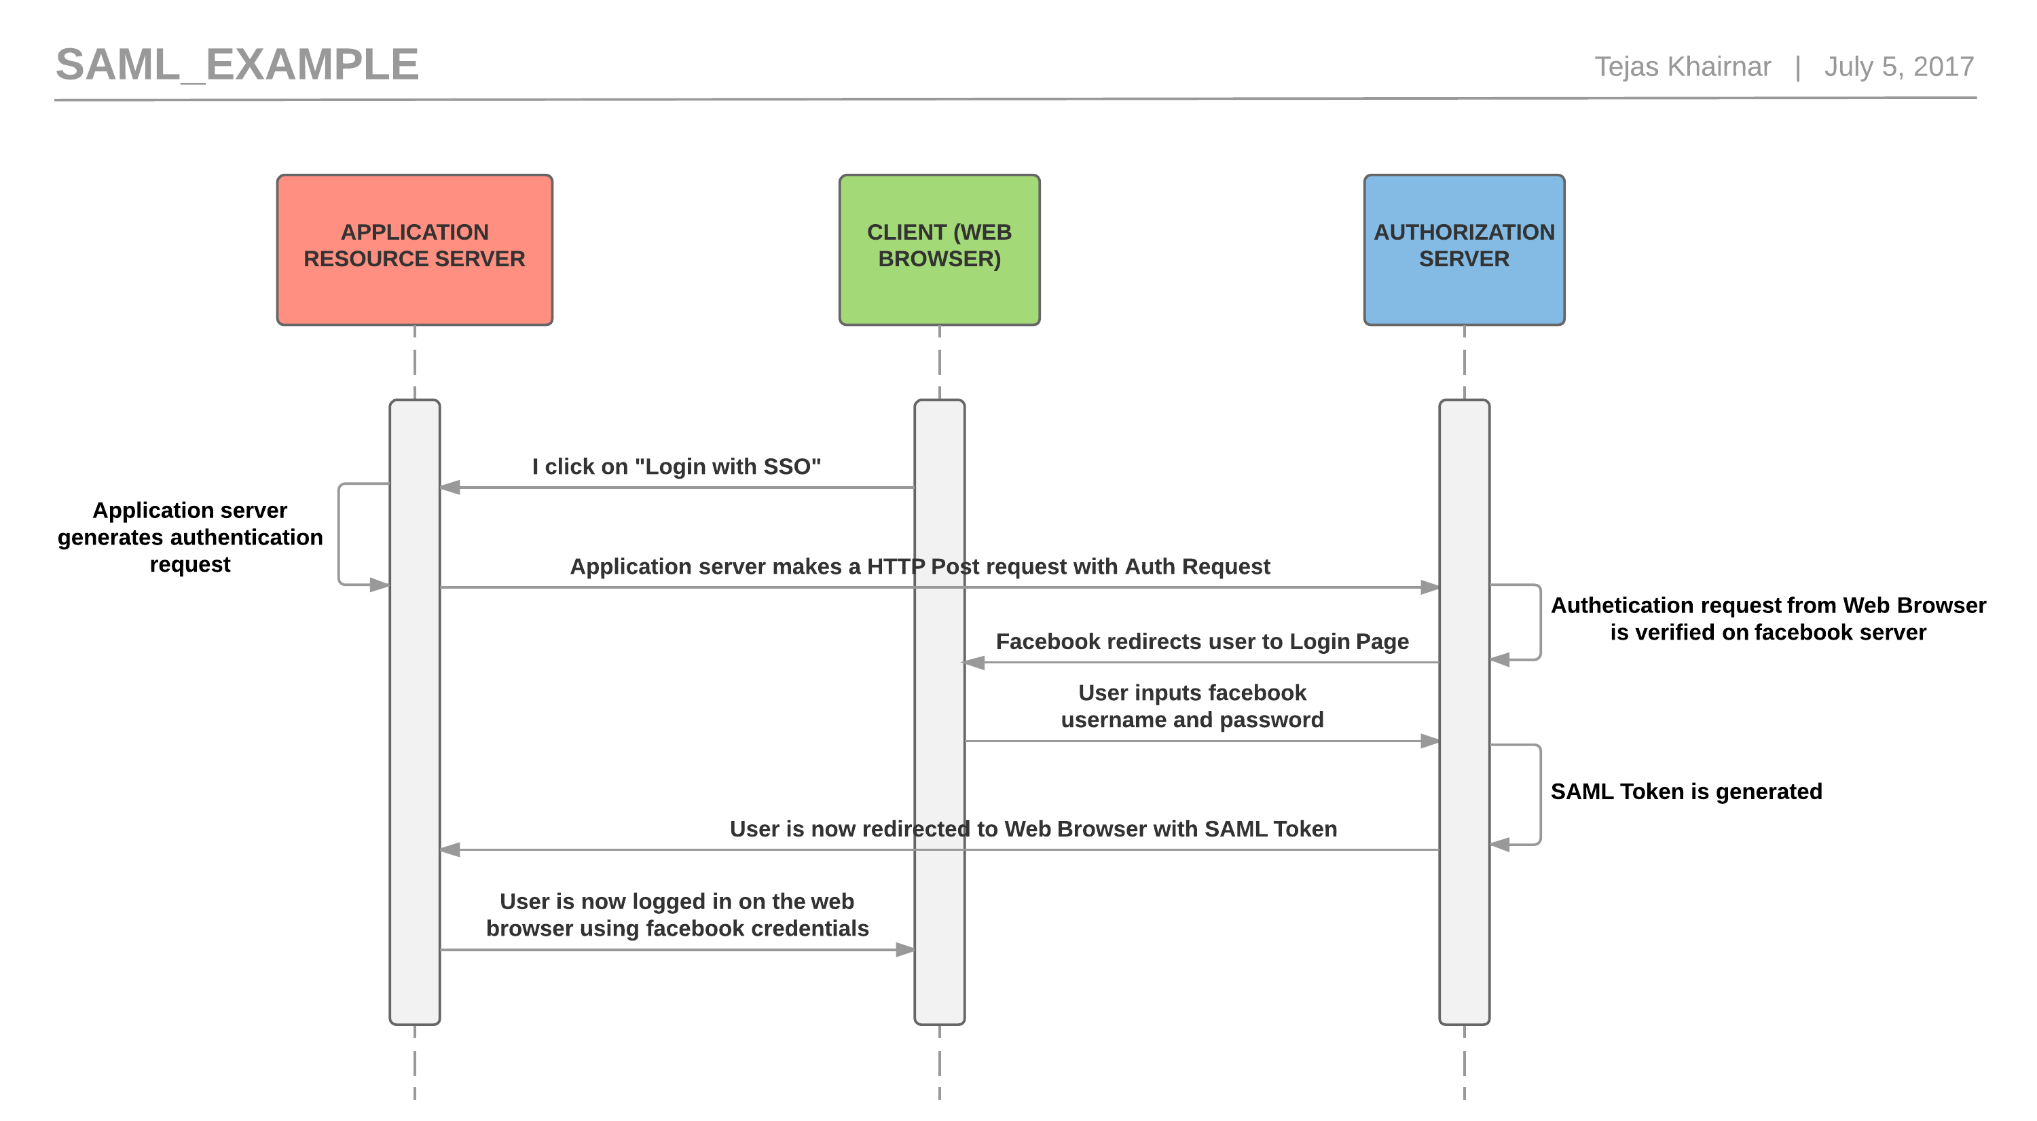 SAML_EXAMPLE
Tejas Khairnar | July 5, 2017
APPLICATION
RESOURCE SERVER
CLIENT (WEB
BROWSER)
AUTHORIZATION
SERVER
I click on "Login with SSO"
Application server
generates authentication
request
Application server makes a HTTP Post request with Auth Request
Authetication request from Web Browser
is verified on facebook server
Facebook redirects user to Login Page
User inputs facebook
username and password
SAML Token is generated
User is now redirected to Web Browser with SAML Token
User is now logged in on the web
browser using facebook credentials